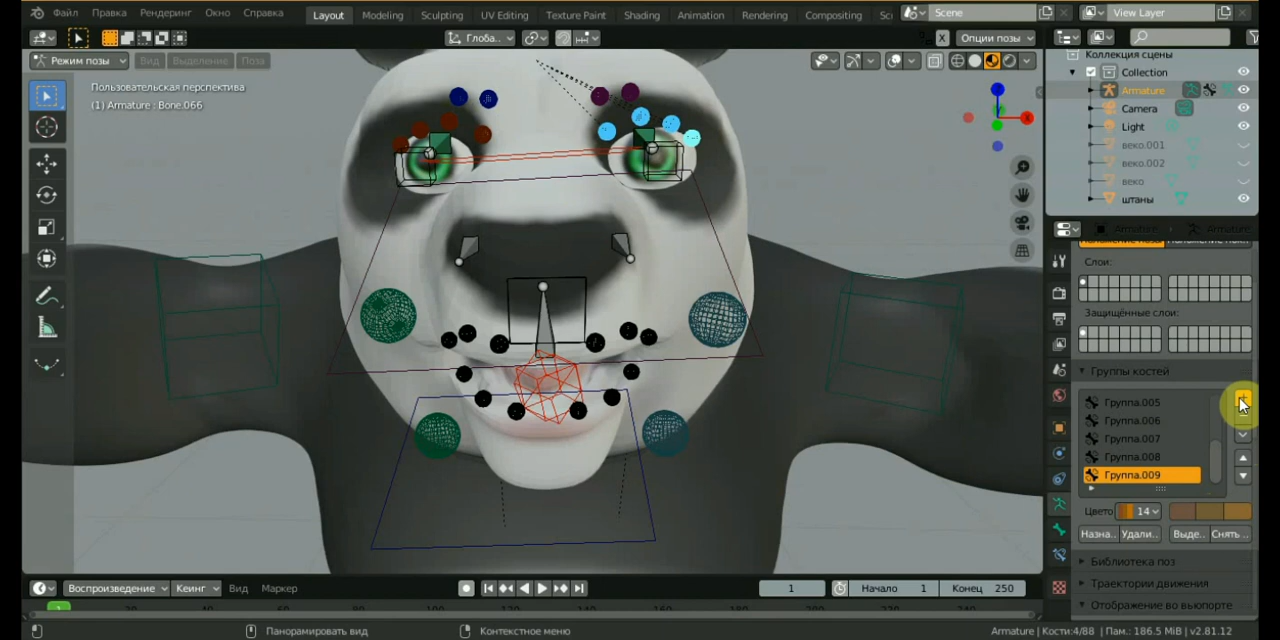 Файл Правка Рендеринг Окно Справка Layout Modeling Sculpting UV Editing Texture Paint Shading Animation Rendering Compositing Sc Scene View Layer
Глоба.. X Опции позы
Режим позы Вид Выделение Поза
Пользовательская перспектива
(1) Armature : Bone.066
X
Коллекция сцены
Collection
Armature
Camera
Light
веко.001
веко.002
веко
штаны
Armature Armature
Слои:
Защищённые слои:
Группы костей
Группа.005
Группа.006
Группа.007
Группа.008
Группа.009
Цвето 14
Назна.. Удали.. Выде.. Снять ..
Библиотека поз
Траектории движения
Отображение во вьюпорте
Воспроизведение Кеинг Вид Маркер 1 Начало 1 Конец 250
Панорамировать вид Контекстное меню Armature | Кости:4/88 | Пам.: 186.5 MiB | v2.81.12